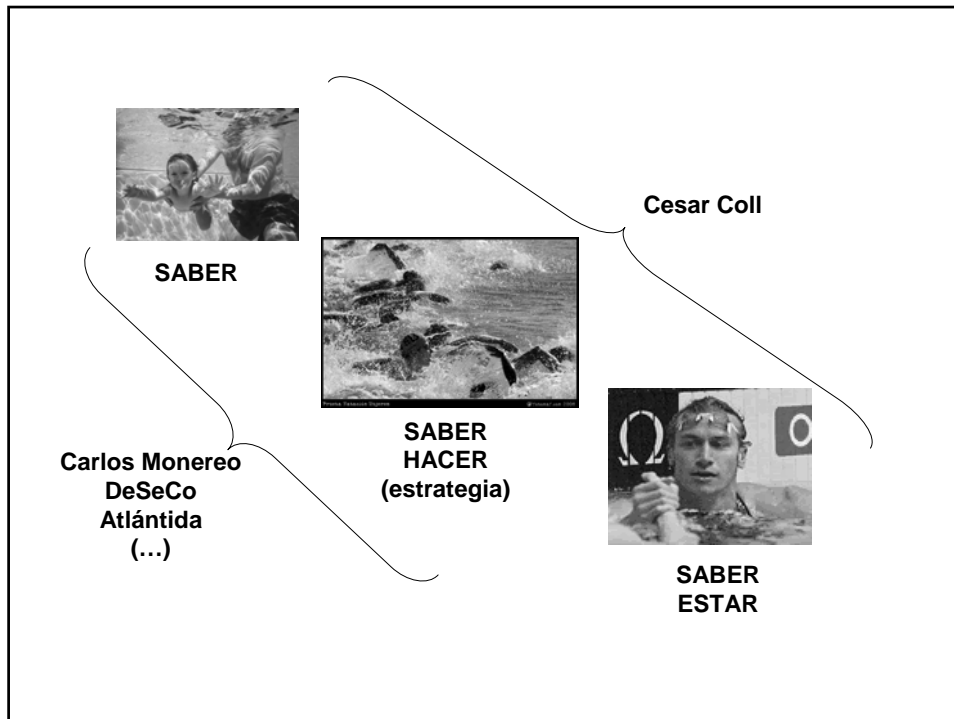 Cesar Coll
SABER
SABER
HACER
(estrategia)
Carlos Monereo
DeSeCo
Atlántida
(…)
SABER
ESTAR